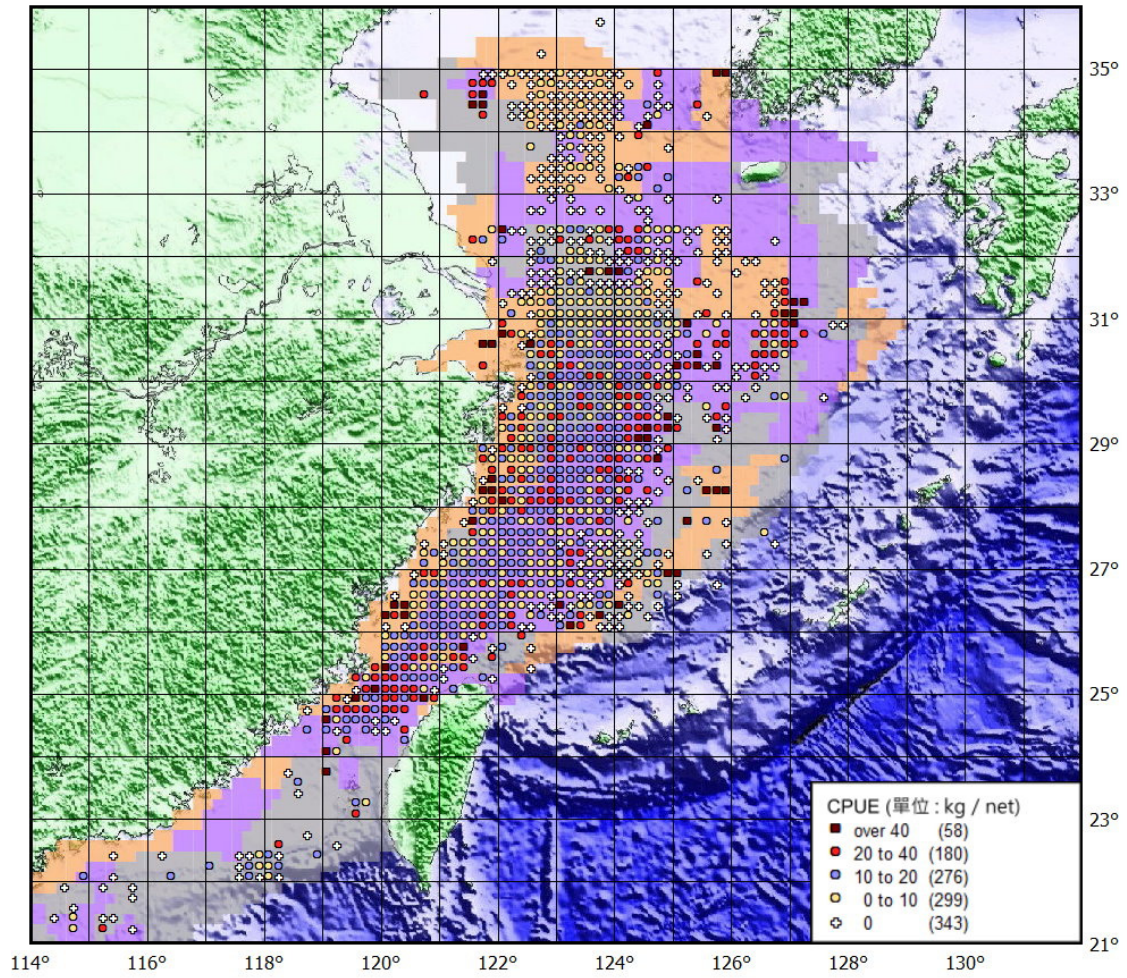 35°
33°
31°
29°
27°
25°
23°
21°
CPUE (單位 : kg / net)
over 40 (58)
20 to 40 (180)
10 to 20 (276)
0 to 10 (299)
0 (343)
114° 116° 118° 120° 122° 124° 126° 128° 130°